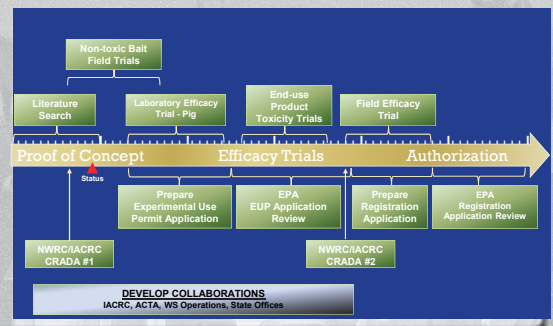 Non-toxic Bait
Field Trials
Literature
Search
Laboratory Efficacy
Trial - Pig
End-use
Product
Toxicity Trials
Field Efficacy
Trial
Proof of Concept
Efficacy Trials
Authorization
Status
Prepare
Experimental Use
Permit Application
EPA
EUP Application
Review
Prepare
Registration
Application
EPA
Registration
Application Review
NWRC/IACRC
CRADA #1
NWRC/IACRC
CRADA #2
DEVELOP COLLABORATIONS
IACRC, ACTA, WS Operations, State Offices